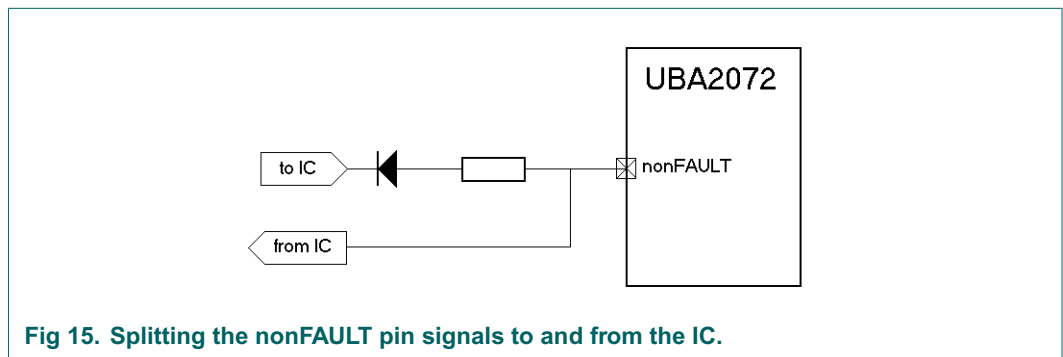 UBA2072
to IC
nonFAULT
from IC
Fig 15. Splitting the nonFAULT pin signals to and from the IC.